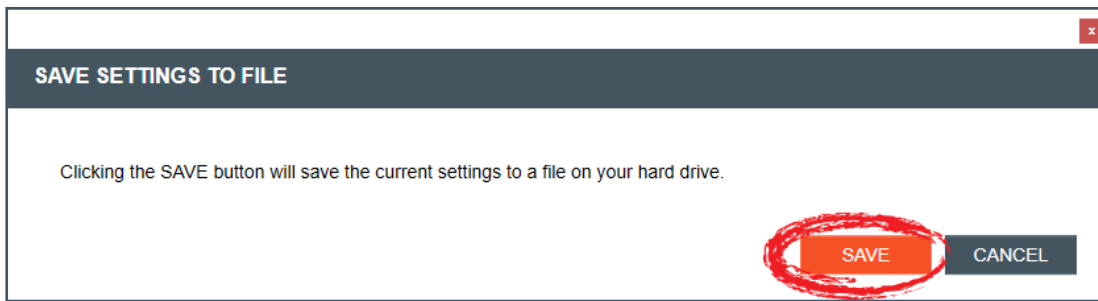 x
SAVE SETTINGS TO FILE
Clicking the SAVE button will save the current settings to a file on your hard drive.
SAVE CANCEL